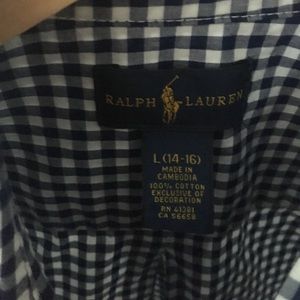 RALPH LAUREN
L (14-16)
MADE IN
CAMBODIA
100% COTTON
EXCLUSIVE OF
DECORATION
RN 41381
CA 56658